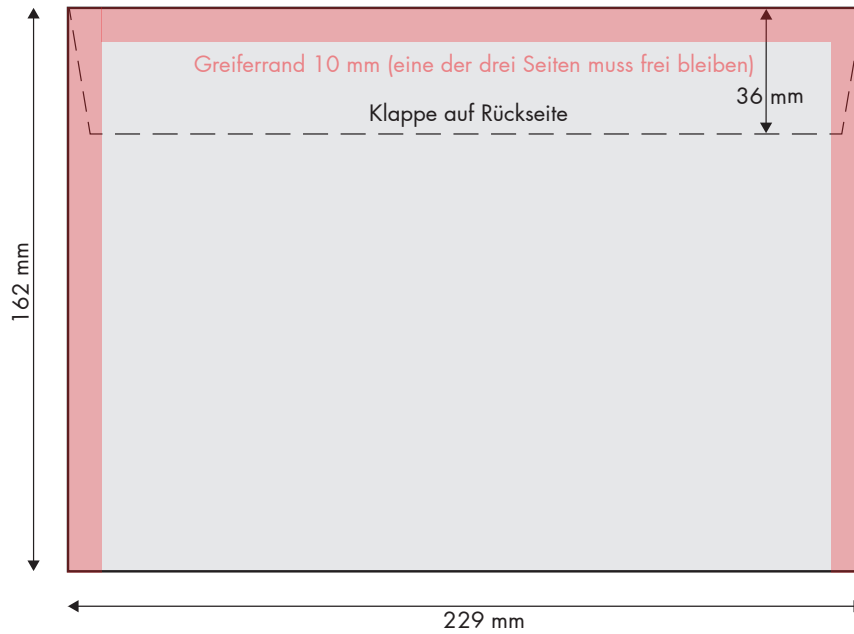 Greiferrand 10 mm (eine der drei Seiten muss frei bleiben)
36 mm
Klappe auf Rückseite
162 mm
229 mm